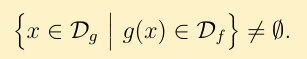 {x ∈ 𝒟_g | g(x) ∈ 𝒟_f} ≠ ∅.